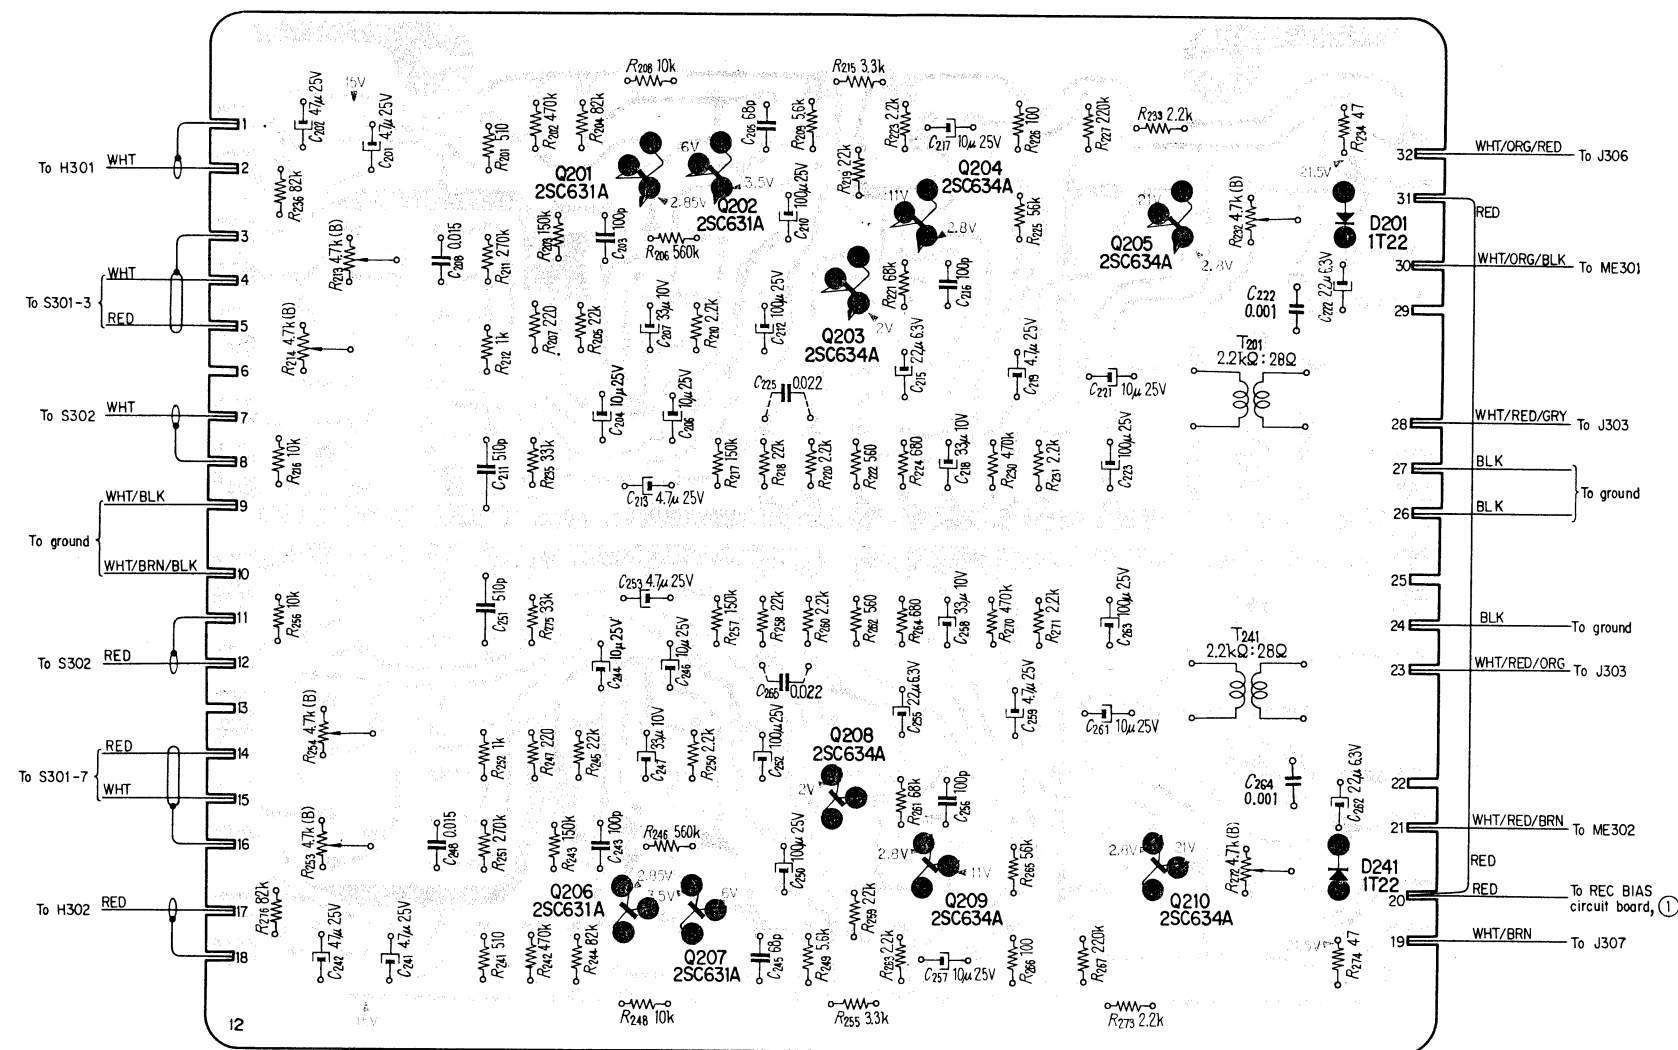 R208 10k
R215 3.3k
15V
C202 47μ 25V
C201 4.7μ 25V
R201 510
R202 470k
R204 82k
C205 68p
R209 5.6k
R223 2.2k
C217 10μ 25V
R226 100
R227 220k
R233 2.2k
R234 47
1
To H301 WHT
2
R236 82k
Q201
2SC631A
6V
3.5V
2.85V
Q202
2SC631A
C210 100μ 25V
R219 22k
11V
Q204
2SC634A
2.8V
R225 56k
21V
Q205
2SC634A
2.8V
R232 4.7k(B)
21.5V
D201
1T22
32 WHT/ORG/RED To J306
31 RED
3
R213 4.7k(B)
C208 0.015
R211 270k
R203 150k
C203 100p
R206 560k
Q203
2SC634A
2V
R221 68k
C216 100p
C222
0.001
C222 22μ 6.3V
30 WHT/ORG/BLK To ME301
29
WHT 4
To S301-3
RED 5
R214 4.7k(B)
R212 1k
R207 220
R205 22k
C207 33μ 10V
R210 2.2k
C212 100μ 25V
C215 22μ 6.3V
C219 4.7μ 25V
C221 10μ 25V
T201
2.2kΩ : 28Ω
6
C204 10μ 25V
C206 10μ 25V
C225 0.022
To S302 WHT 7
8
28 WHT/RED/GRY To J303
R216 10k
C211 510p
R235 33k
C213 4.7μ 25V
R217 150k
R218 22k
R220 2.2k
R222 560
R224 680
C218 33μ 10V
R230 470k
R231 2.2k
C223 100μ 25V
27 BLK
To ground
26 BLK
WHT/BLK 9
To ground
WHT/BRN/BLK 10
25
R256 10k
C251 510p
R275 33k
C253 4.7μ 25V
R257 150k
R258 22k
R260 2.2k
R262 560
R264 680
C258 33μ 10V
R270 470k
R271 2.2k
C263 100μ 25V
11
To S302 RED 12
24 BLK To ground
T241
2.2kΩ : 28Ω
23 WHT/RED/ORG To J303
C244 10μ 25V
C246 10μ 25V
C265 0.022
C255 22μ 6.3V
C259 4.7μ 25V
C261 10μ 25V
13
R254 4.7k(B)
R252 1k
R247 220
R245 22k
C247 33μ 10V
R250 2.2k
C252 100μ 25V
Q208
2SC634A
2V
RED 14
To S301-7
WHT 15
C264
0.001
C262 22μ 6.3V
22
R261 68k
C256 100p
16
R253 4.7k(B)
C248 0.015
R251 270k
R243 150k
C243 100p
R246 560k
C250 100μ 25V
2.8V
11V
R265 56k
2.8V
21V
R272 4.7k(B)
D241
1T22
21 WHT/RED/BRN To ME302
RED
20 RED To REC BIAS
circuit board, ①
To H302 RED 17
R276 82k
Q206
2SC631A
2.85V
3.5V
6V
Q207
2SC631A
Q209
2SC634A
Q210
2SC634A
R259 22k
18
C242 47μ 25V
C241 4.7μ 25V
R241 510
R242 470k
R244 82k
C245 68p
R249 5.6k
R263 2.2k
C257 10μ 25V
R266 100
R267 220k
21.5V
R274 47
19 WHT/BRN To J307
15V
R248 10k
R255 3.3k
R273 2.2k
12